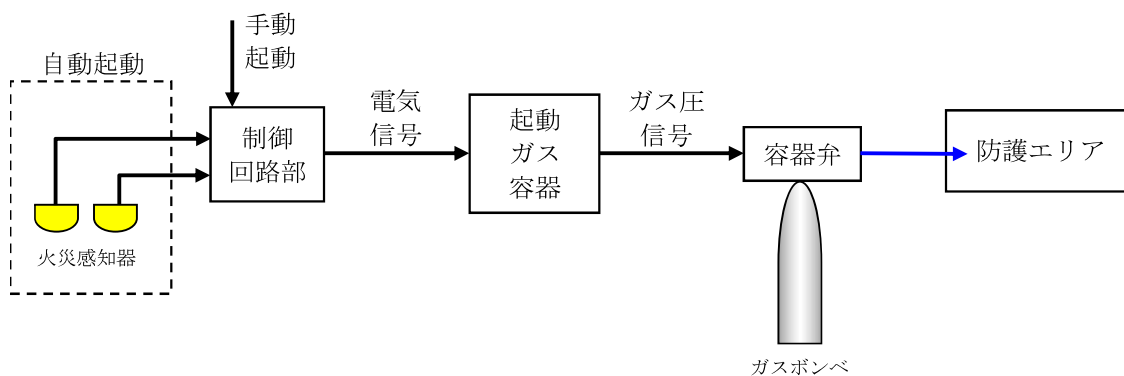 手動
起動
自動起動
制御
回路部
火災感知器
電気
信号
起動
ガス
容器
ガス圧
信号
容器弁
ガスボンベ
防護エリア